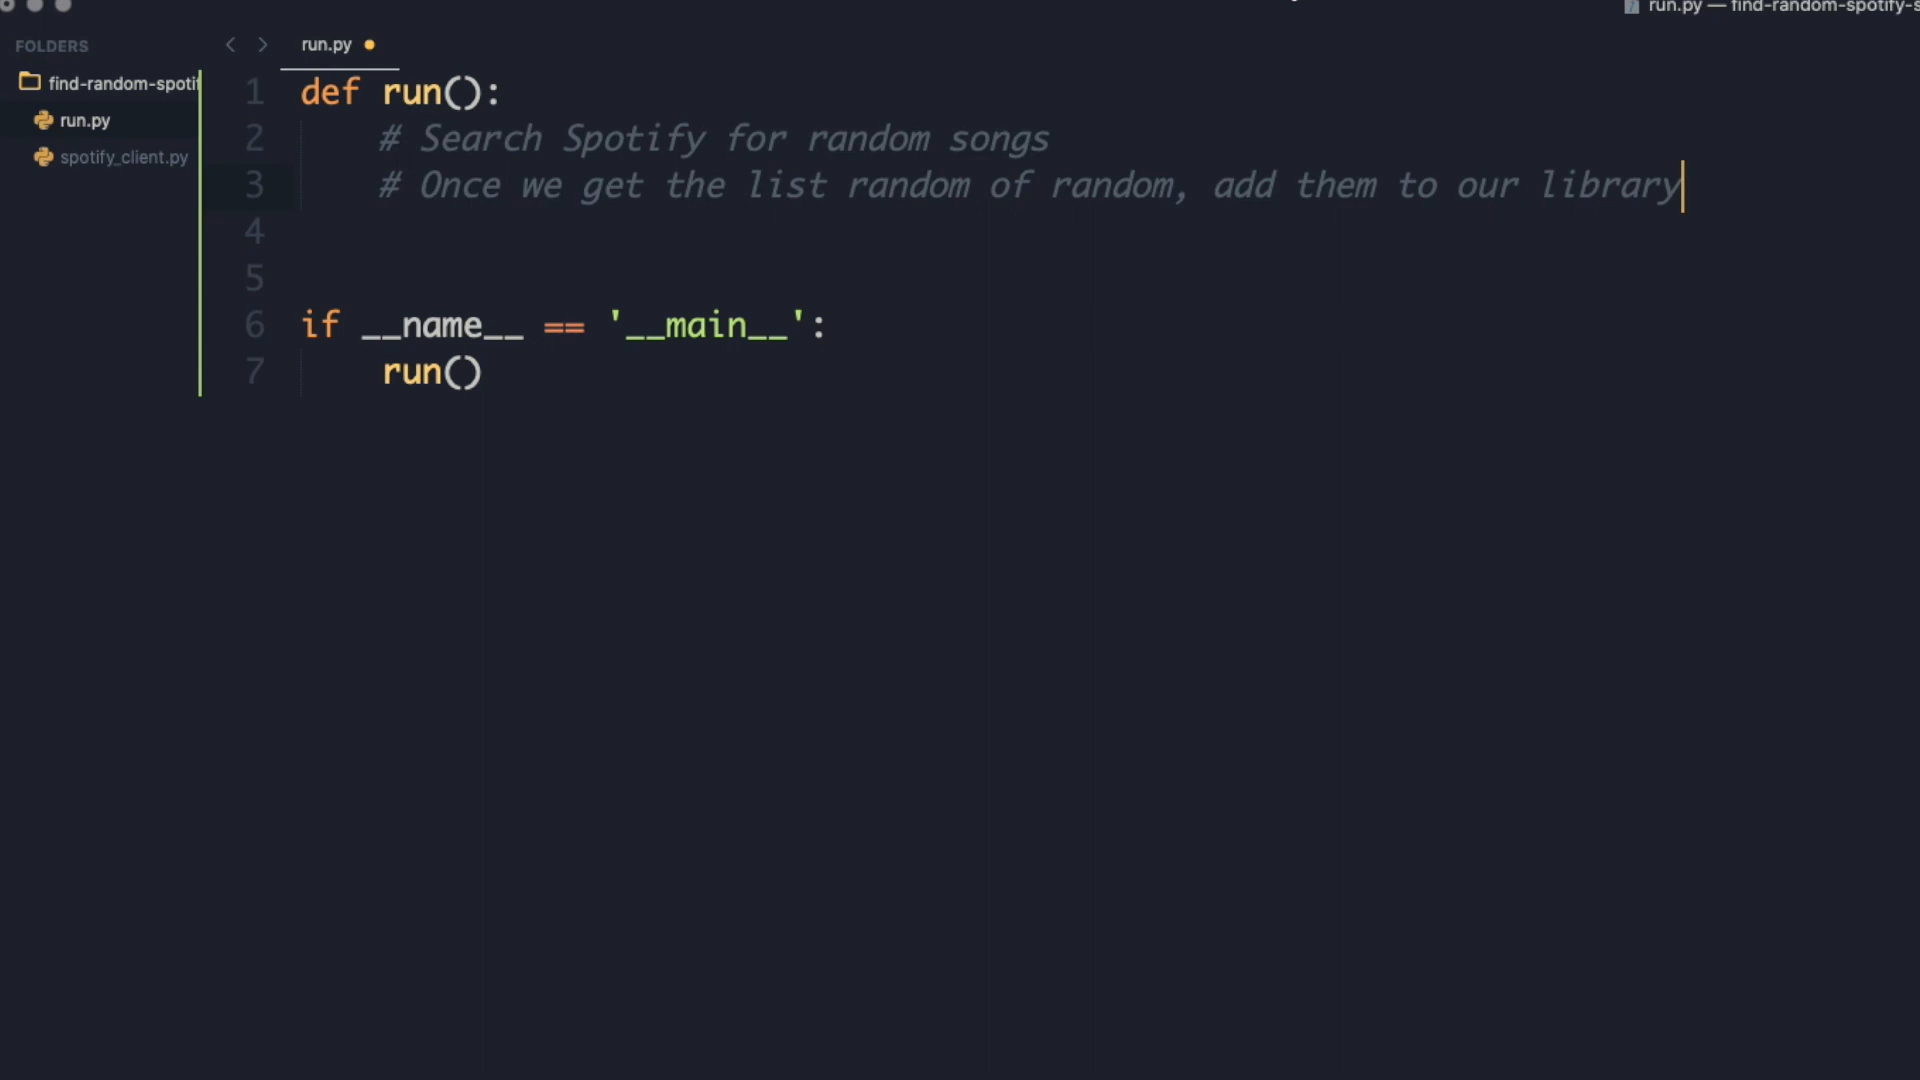 run.py — find-random-spotify-s
FOLDERS
run.py
find-random-spotif
run.py
spotify_client.py
1 def run():
2 # Search Spotify for random songs
3 # Once we get the list random of random, add them to our library
4
5
6 if __name__ == '__main__':
7 run()